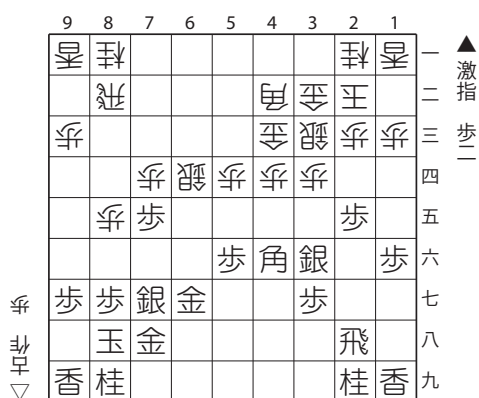 9 8 7 6 5 4 3 2 1
香 桂 桂 香 一
飛 角 金 王 二
歩 金 銀 歩 歩 三
歩 銀 歩 歩 歩 四
歩 歩 歩 五
歩 角 銀 歩 六
歩 歩 銀 金 歩 七
玉 金 飛 八
香 桂 桂 香 九
▲激指 歩二
△古作 歩